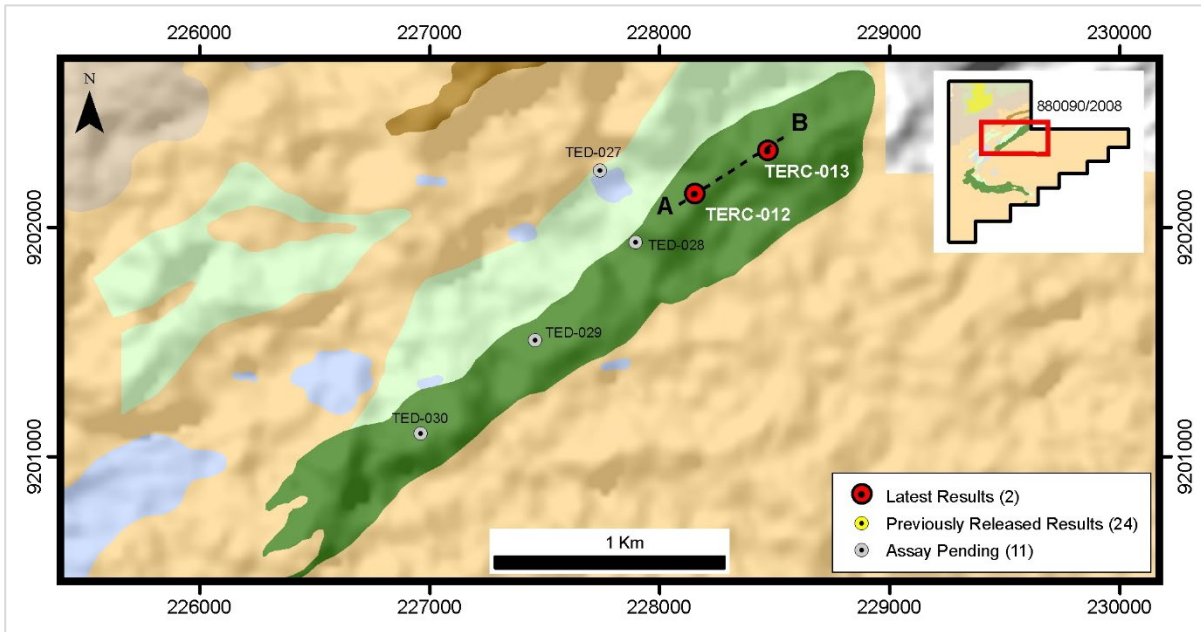 226000 227000 228000 229000 230000
N
880090/2008
B
TED-027
TERC-013
A
TERC-012
9202000 9202000
TED-028
TED-029
TED-030
9201000 9201000
Latest Results (2)
Previously Released Results (24)
Assay Pending (11)
1 Km
226000 227000 228000 229000 230000